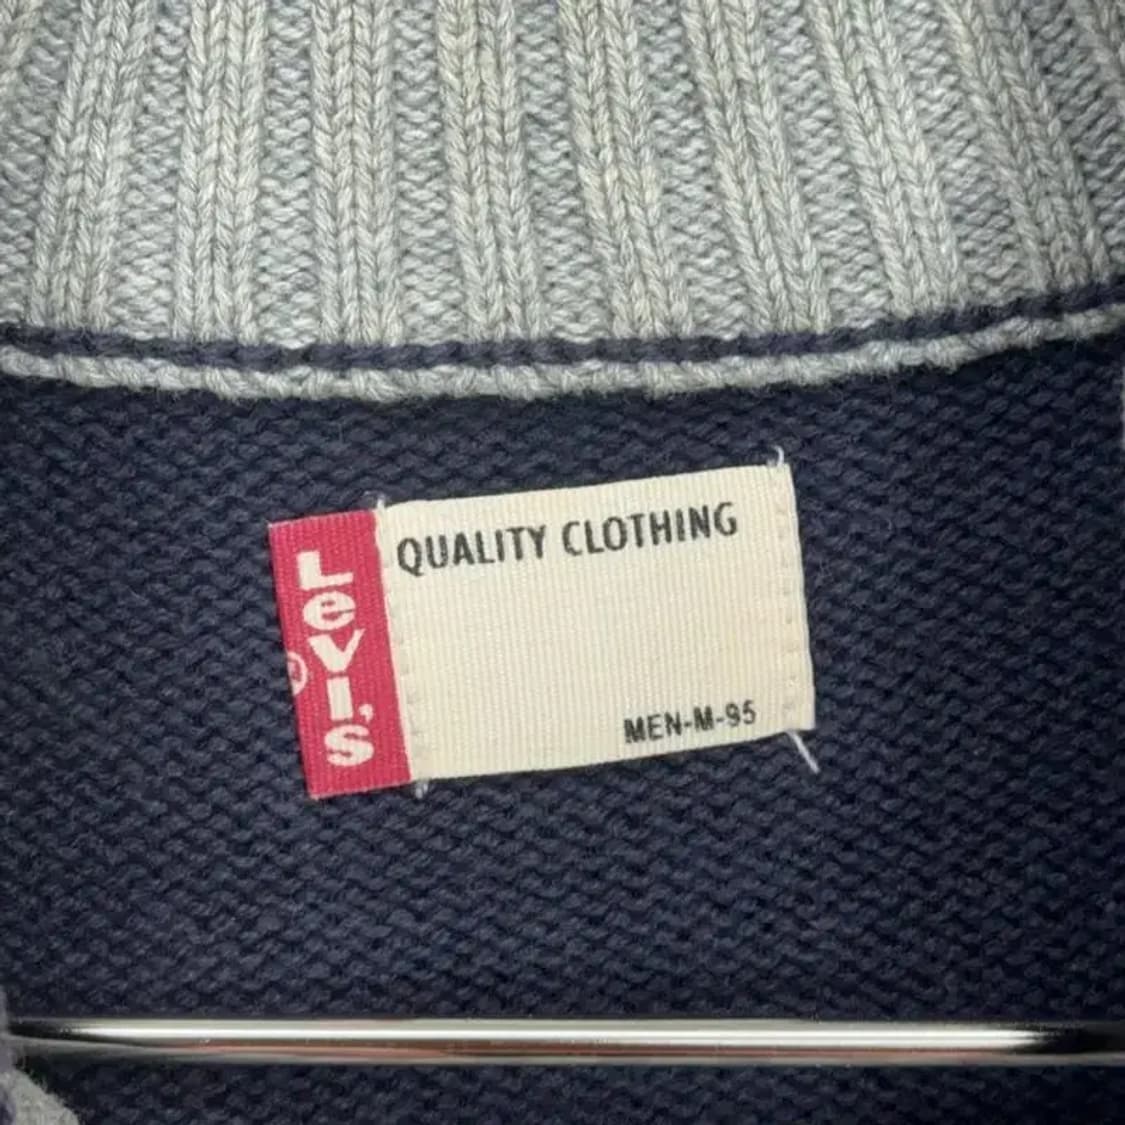 Levi's
®
QUALITY CLOTHING
MEN-M-95